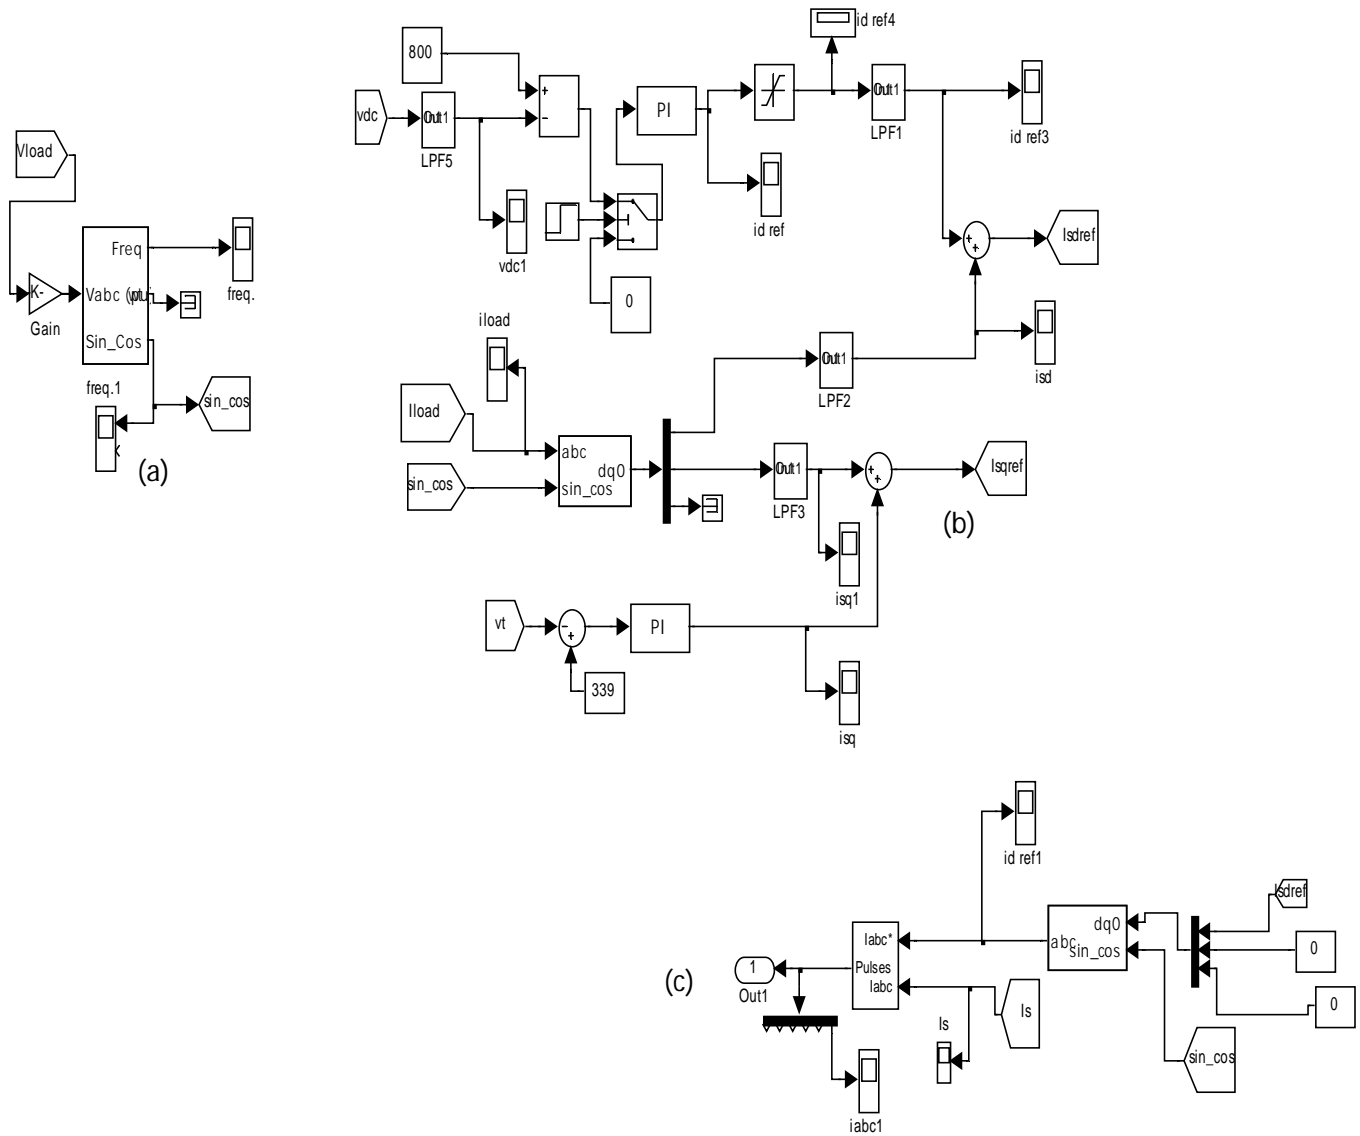 Vload
K-
Gain
Freq
Vabc (pu)
Sin_Cos
freq.
freq.1
sin_cos
(a)
800
vdc
Out1
LPF5
+
−
vdc1
0
PI
id ref
id ref4
Out1
LPF1
id ref3
+
+
Isdref
isd
iload
Iload
sin_cos
abc
sin_cos
dq0
Out1
LPF2
Out1
LPF3
+
+
Isqref
(b)
isq1
vt
−
+
339
PI
isq
id ref1
Isdref
0
0
dq0
sin_cos
abc
sin_cos
Iabc*
Pulses
Iabc
Is
Is
(c)
1
Out1
iabc1